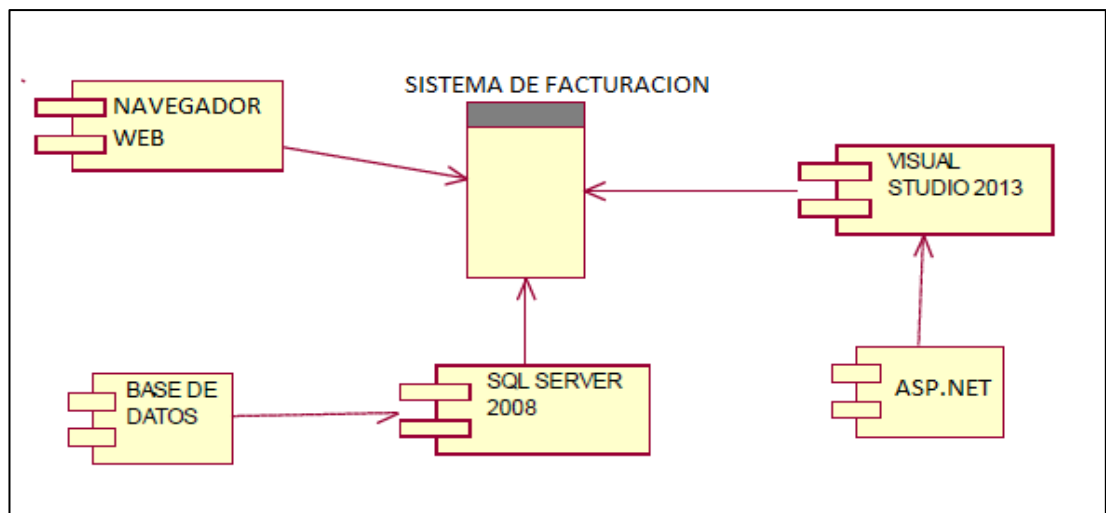 SISTEMA DE FACTURACION
NAVEGADOR
WEB
VISUAL
STUDIO 2013
BASE DE
DATOS
SQL SERVER
2008
ASP.NET